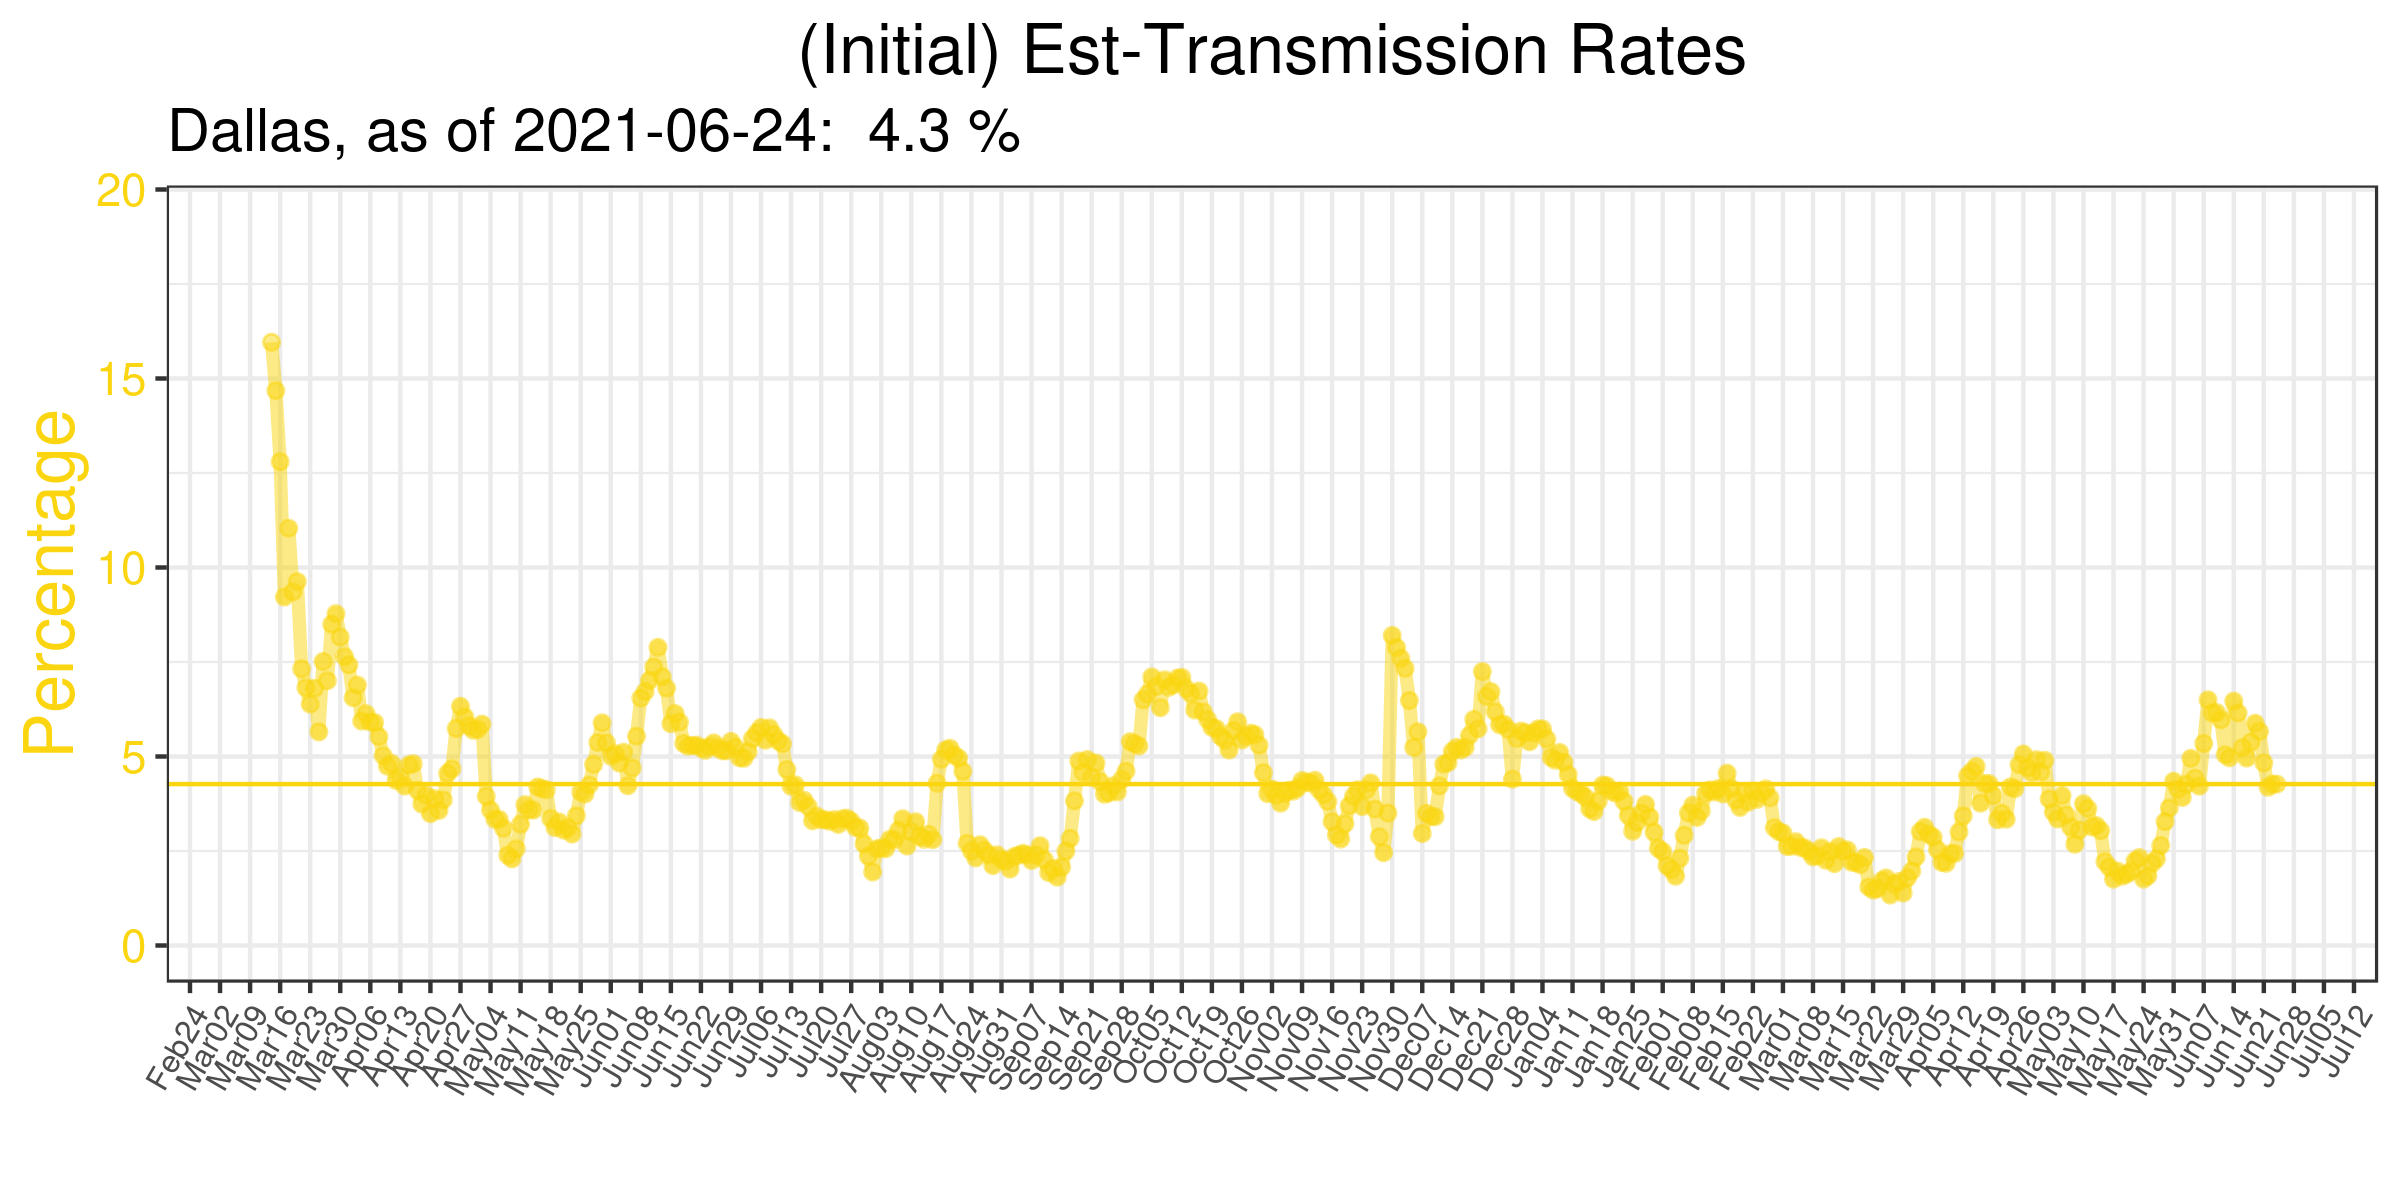 (Initial) Est-Transmission Rates
Dallas, as of 2021-06-24:  4.3 %
Percentage
20
15
10
5
0
Feb24
Mar02
Mar09
Mar16
Mar23
Mar30
Apr06
Apr13
Apr20
Apr27
May04
May11
May18
May25
Jun01
Jun08
Jun15
Jun22
Jun29
Jul06
Jul13
Jul20
Jul27
Aug03
Aug10
Aug17
Aug24
Aug31
Sep07
Sep14
Sep21
Sep28
Oct05
Oct12
Oct19
Oct26
Nov02
Nov09
Nov16
Nov23
Nov30
Dec07
Dec14
Dec21
Dec28
Jan04
Jan11
Jan18
Jan25
Feb01
Feb08
Feb15
Feb22
Mar01
Mar08
Mar15
Mar22
Mar29
Apr05
Apr12
Apr19
Apr26
May03
May10
May17
May24
May31
Jun07
Jun14
Jun21
Jun28
Jul05
Jul12